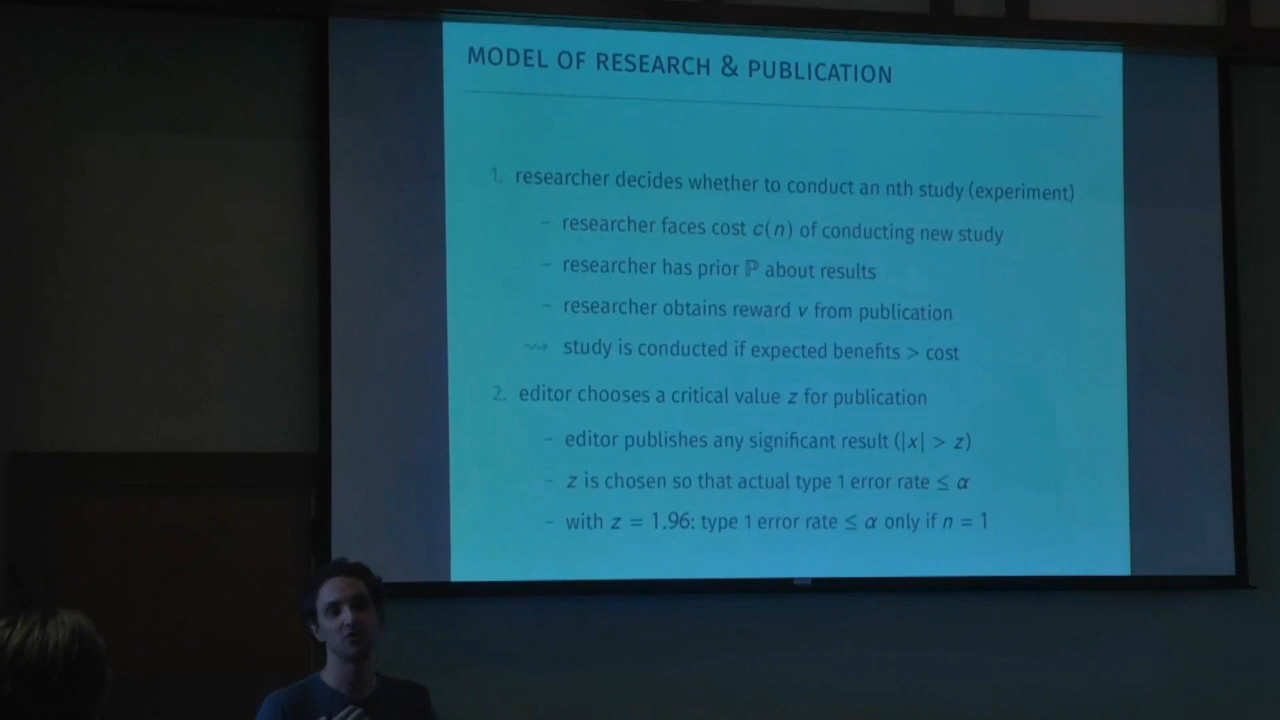 MODEL OF RESEARCH & PUBLICATION
1. researcher decides whether to conduct an nth study (experiment)
– researcher faces cost c(n) of conducting new study
– researcher has prior ℙ about results
– researcher obtains reward v from publication
⇝ study is conducted if expected benefits > cost
2. editor chooses a critical value z for publication
– editor publishes any significant result (|x| > z)
– z is chosen so that actual type 1 error rate ≤ α
– with z = 1.96: type 1 error rate ≤ α only if n = 1